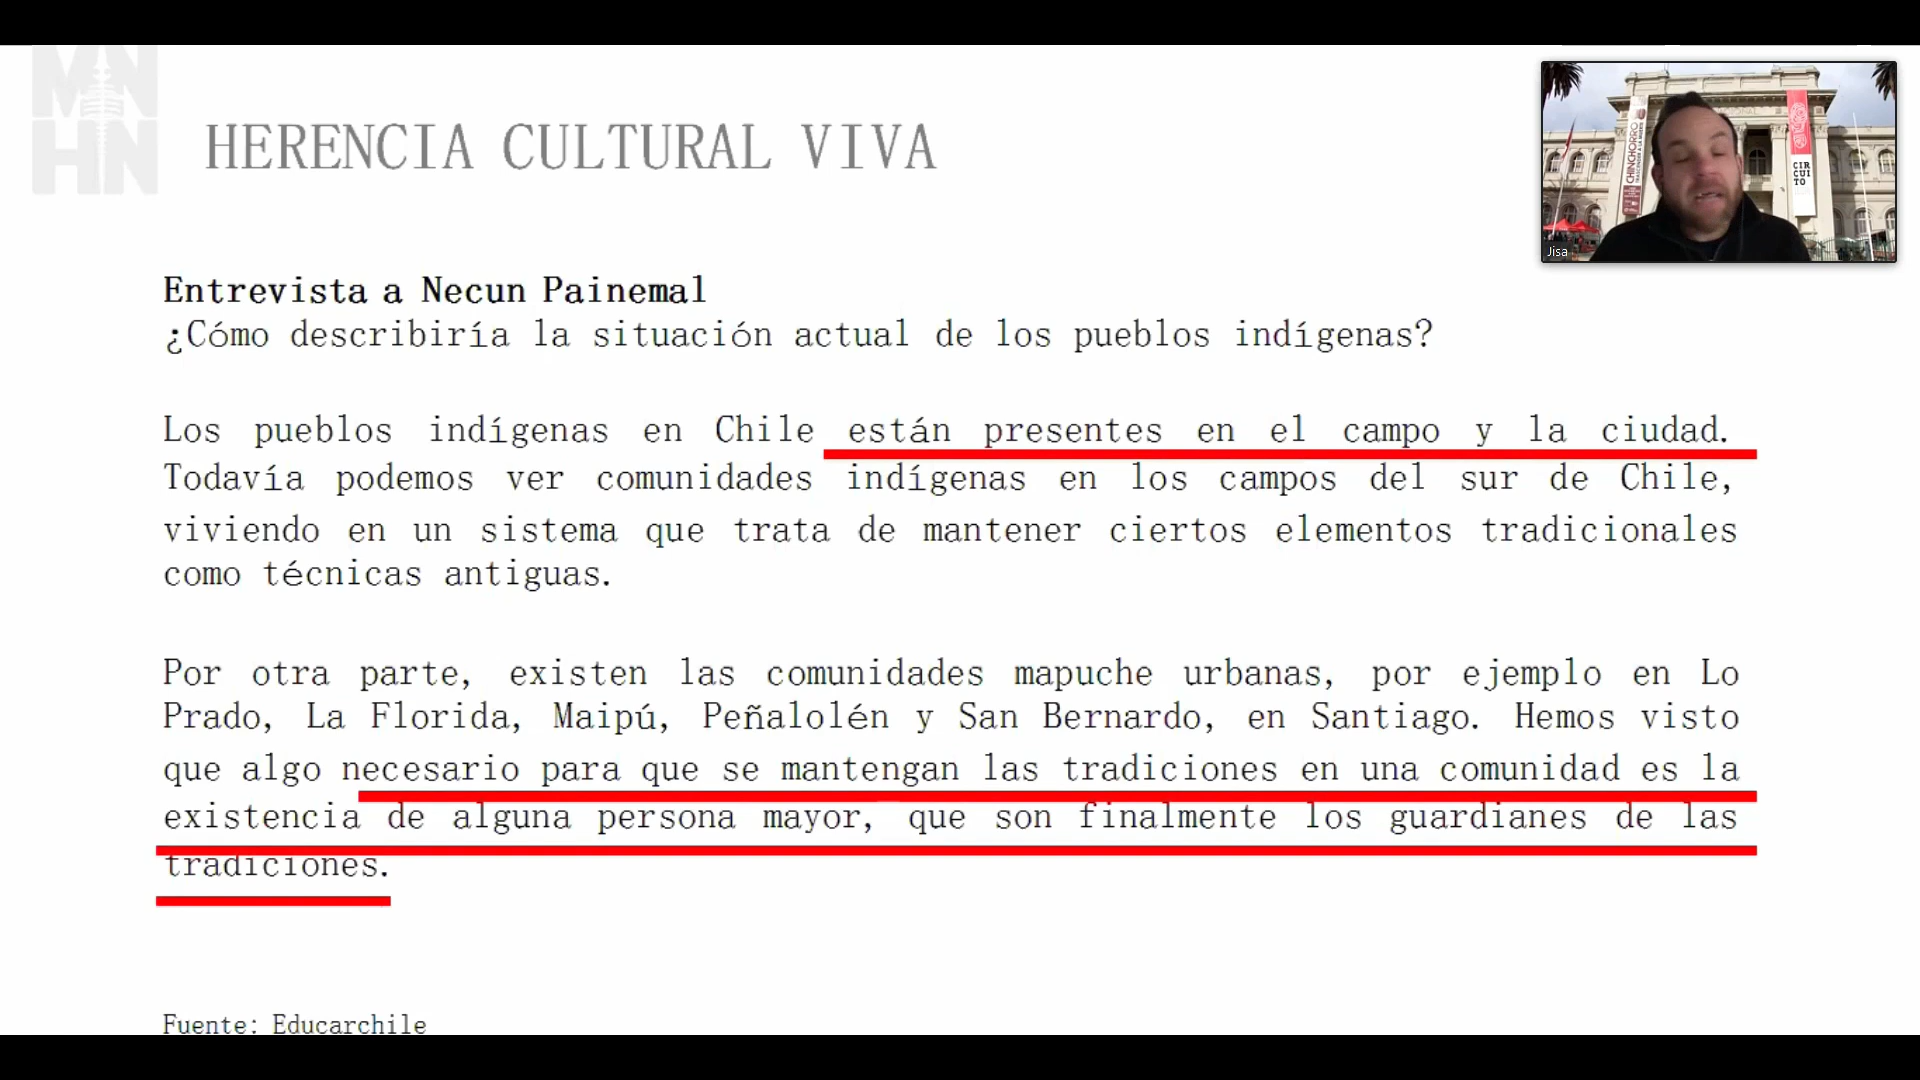 MN
HN
HERENCIA CULTURAL VIVA
CHINCHORRO
CIR
CUI
TO
Jisa
Entrevista a Necun Painemal
¿Cómo describiría la situación actual de los pueblos indígenas?
Los pueblos indígenas en Chile están presentes en el campo y la ciudad.
Todavía podemos ver comunidades indígenas en los campos del sur de Chile,
viviendo en un sistema que trata de mantener ciertos elementos tradicionales
como técnicas antiguas.
Por otra parte, existen las comunidades mapuche urbanas, por ejemplo en Lo
Prado, La Florida, Maipú, Peñalolén y San Bernardo, en Santiago. Hemos visto
que algo necesario para que se mantengan las tradiciones en una comunidad es la
existencia de alguna persona mayor, que son finalmente los guardianes de las
tradiciones.
Fuente: Educarchile